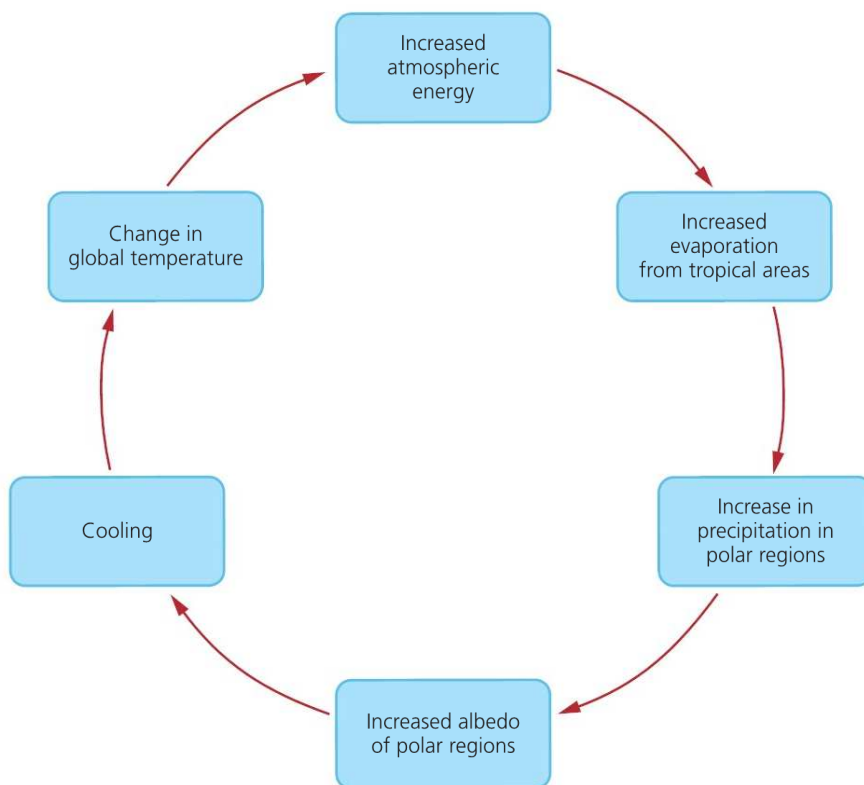 Increased
atmospheric
energy
Increased
evaporation
from tropical areas
Increase in
precipitation in
polar regions
Increased albedo
of polar regions
Cooling
Change in
global temperature